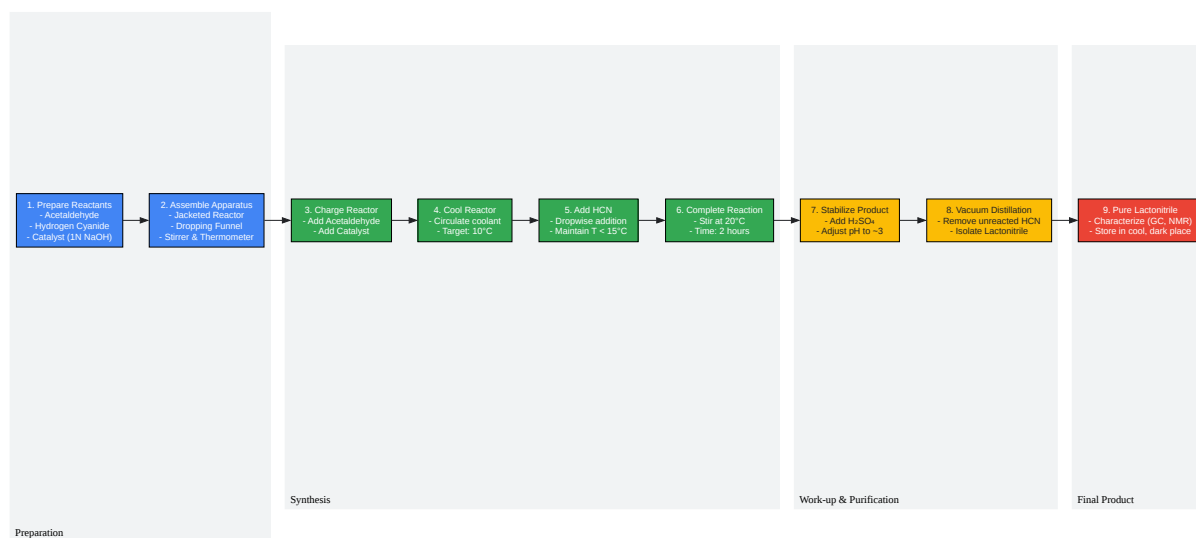 1. Prepare Reactants
- Acetaldehyde
- Hydrogen Cyanide
- Catalyst (1N NaOH)
2. Assemble Apparatus
- Jacketed Reactor
- Dropping Funnel
- Stirrer & Thermometer
Preparation
3. Charge Reactor
- Add Acetaldehyde
- Add Catalyst
4. Cool Reactor
- Circulate coolant
- Target: 10°C
5. Add HCN
- Dropwise addition
- Maintain T < 15°C
6. Complete Reaction
- Stir at 20°C
- Time: 2 hours
Synthesis
7. Stabilize Product
- Add H₂SO₄
- Adjust pH to ~3
8. Vacuum Distillation
- Remove unreacted HCN
- Isolate Lactonitrile
Work-up & Purification
9. Pure Lactonitrile
- Characterize (GC, NMR)
- Store in cool, dark place
Final Product